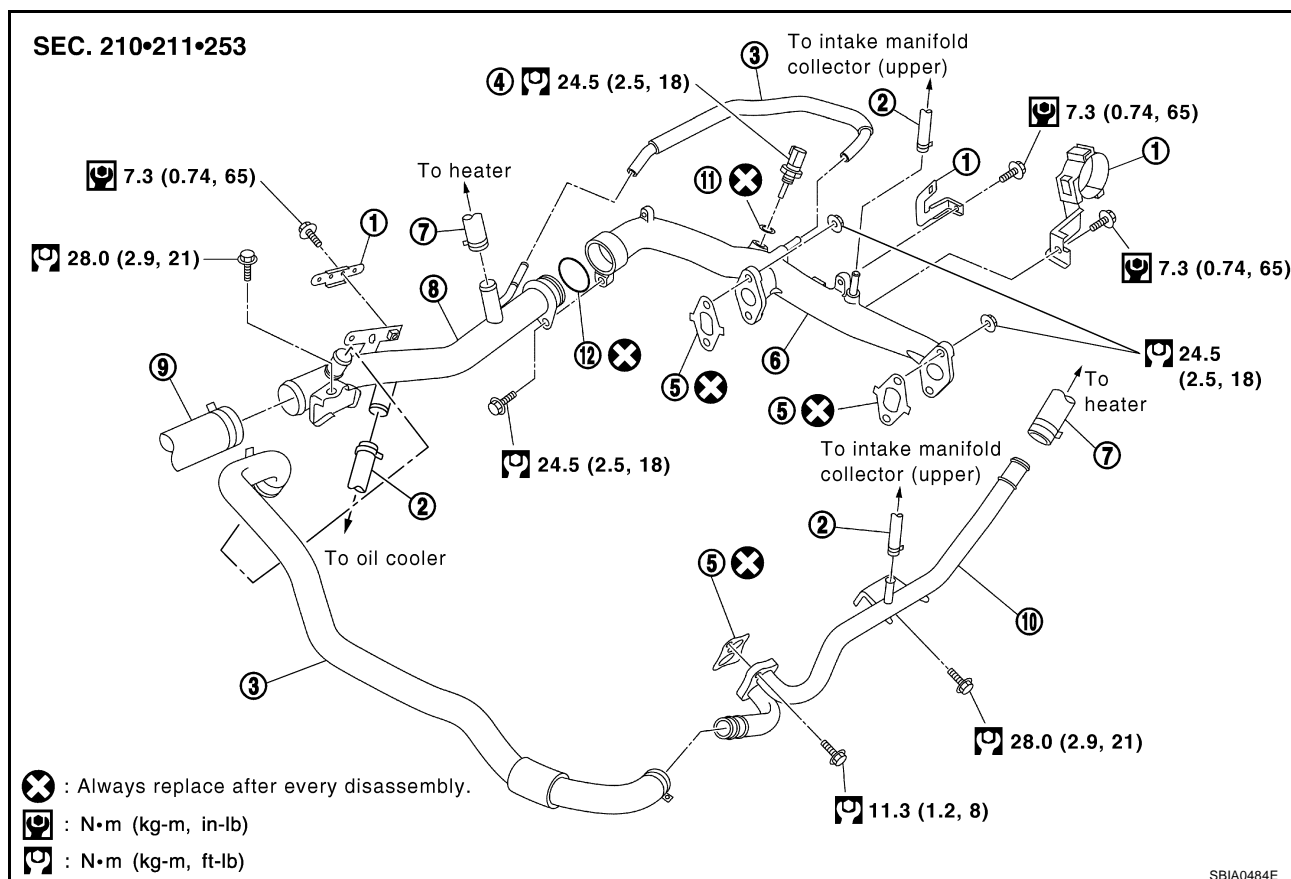 SEC. 210•211•253
To intake manifold
collector (upper)
3
4 24.5 (2.5, 18)
2
7.3 (0.74, 65)
1
1
7.3 (0.74, 65)
To heater
11
7
1
28.0 (2.9, 21)
8
7.3 (0.74, 65)
9
12
5
6
24.5
(2.5, 18)
5
To
heater
7
24.5 (2.5, 18)
To intake manifold
collector (upper)
2
2
To oil cooler
5
10
3
28.0 (2.9, 21)
11.3 (1.2, 8)
: Always replace after every disassembly.
: N•m (kg-m, in-lb)
: N•m (kg-m, ft-lb)
SBIA0484E